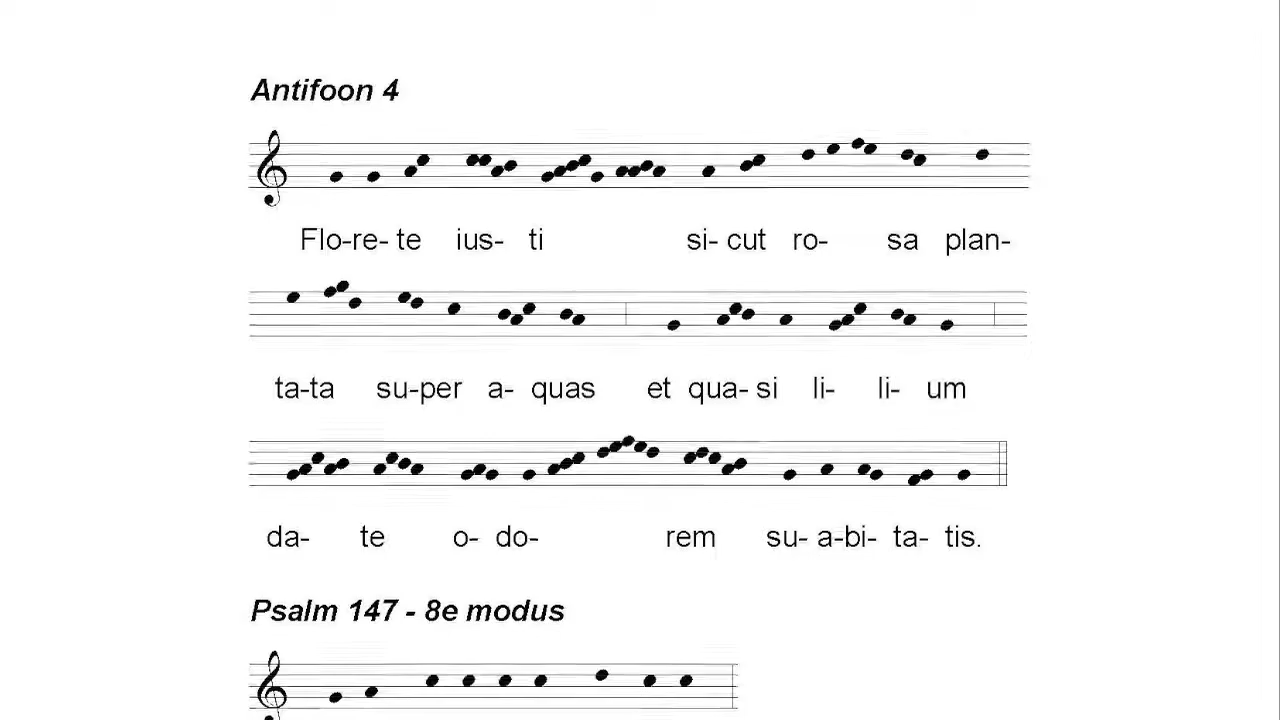 Antifoon 4
Flo-re- te ius- ti si- cut ro- sa plan-
ta-ta su-per a- quas et qua- si li- li- um
da- te o- do- rem su- a-bi- ta- tis.
Psalm 147 - 8e modus